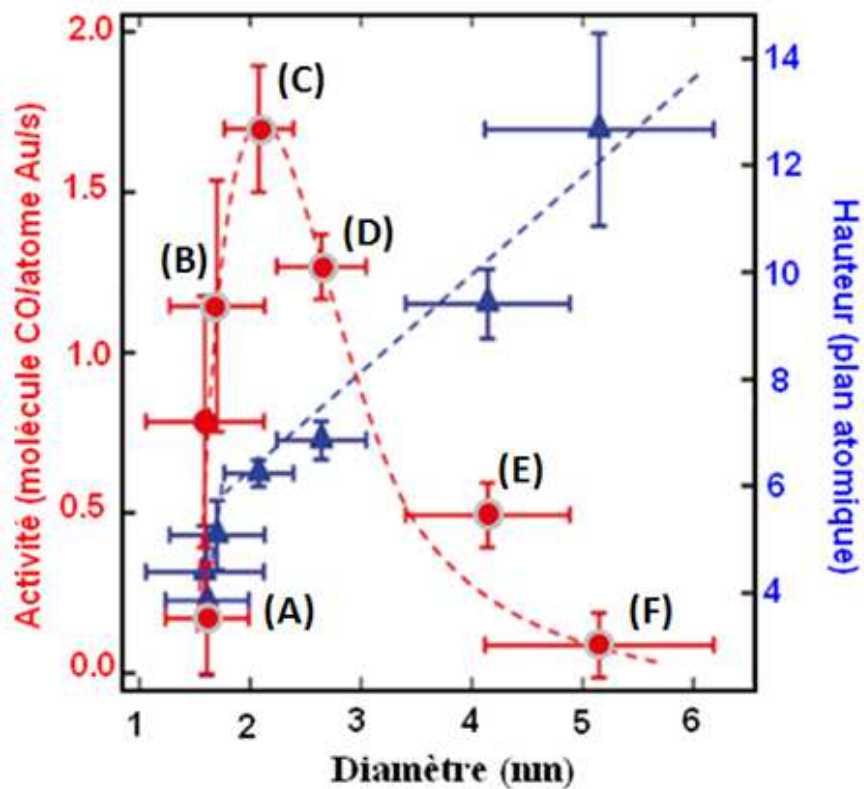 2.0
1.5
1.0
0.5
0.0
Activité (molécule CO/atome Au/s)
(A)
(B)
(C)
(D)
(E)
(F)
14
12
10
8
6
4
Hauteur (plan atomique)
1 2 3 4 5 6
Diamètre (nm)